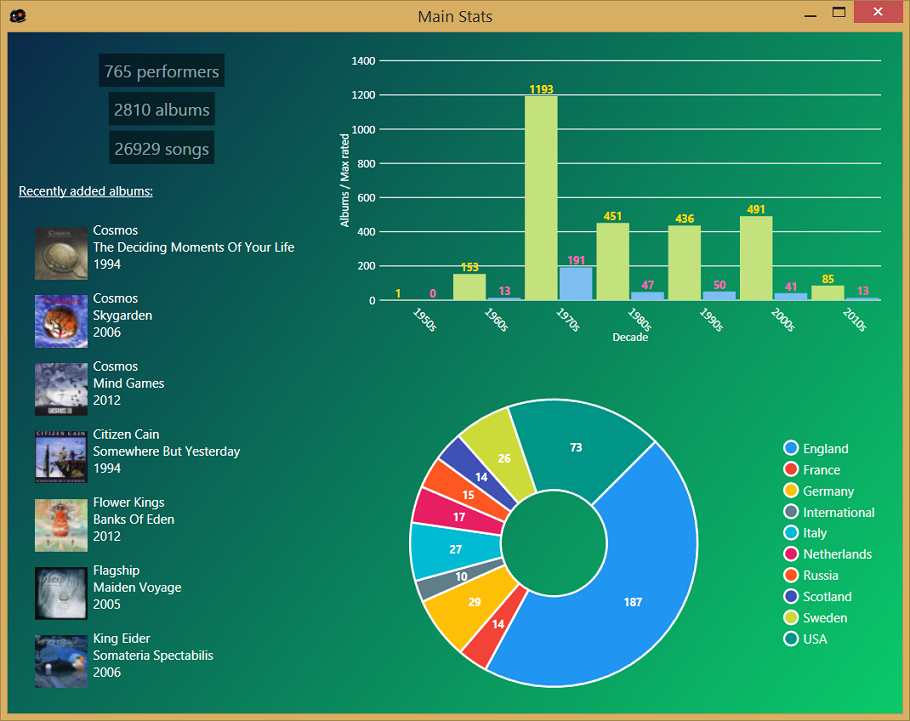 Main Stats
765 performers
2810 albums
26929 songs
Recently added albums:
Cosmos
The Deciding Moments Of Your Life
1994
Cosmos
Skygarden
2006
Cosmos
Mind Games
2012
Citizen Cain
Somewhere But Yesterday
1994
Flower Kings
Banks Of Eden
2012
Flagship
Maiden Voyage
2005
King Eider
Somateria Spectabilis
2006
Albums / Max rated
1400
1200
1000
800
600
400
200
0
1 0
153 13
1193 191
451 47
436 50
491 41
85 13
1950s 1960s 1970s 1980s 1990s 2000s 2010s
Decade
73
187
14
29
10
27
17
15
14
26
England
France
Germany
International
Italy
Netherlands
Russia
Scotland
Sweden
USA